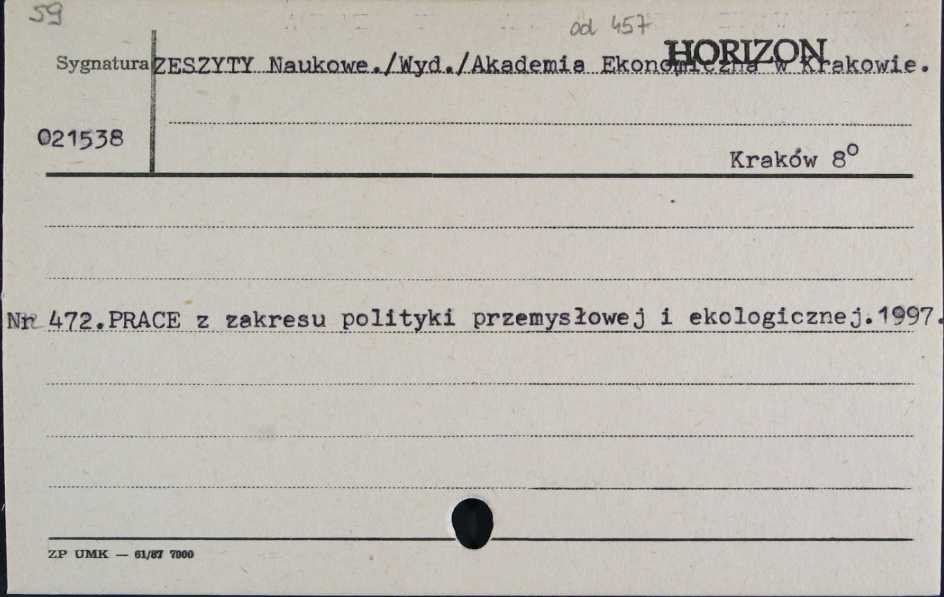 59
od 457
HORIZON
Sygnatura ZESZYTY Naukowe./Wyd./Akademia Ekonomiczna w Krakowie.
021538
Kraków 8°
Nr 472.PRACE z zakresu polityki przemysłowej i ekologicznej.1997.
ZP UMK — 61/87 7000